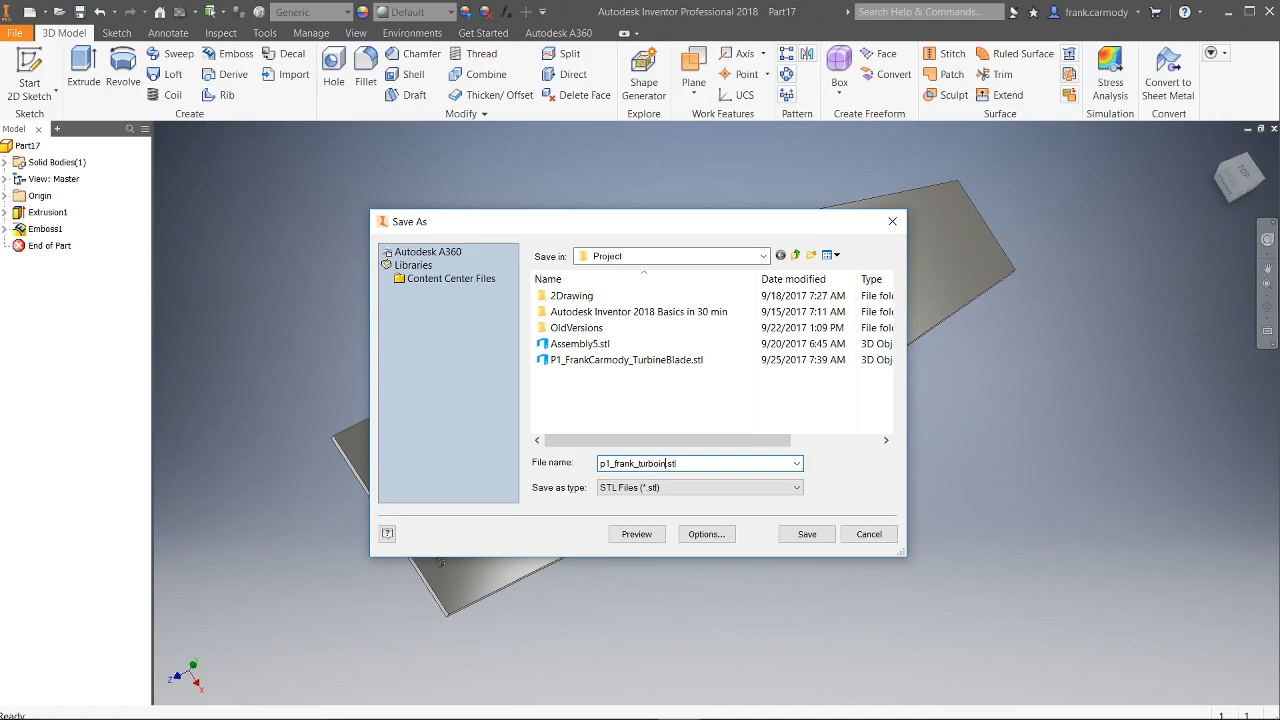 Generic
Default
Autodesk Inventor Professional 2018 Part17
Search Help & Commands...
frank.carmody
File 3D Model Sketch Annotate Inspect Tools Manage View Environments Get Started Autodesk A360
Start
2D Sketch
Extrude
Revolve
Sweep
Emboss
Decal
Loft
Derive
Import
Coil
Rib
Create
Hole
Fillet
Chamfer
Thread
Split
Shell
Combine
Direct
Draft
Thicken/ Offset
Delete Face
Modify
Shape
Generator
Explore
Plane
Axis
Point
UCS
Work Features
Pattern
Box
Face
Convert
Create Freeform
Stitch
Ruled Surface
Patch
Trim
Sculpt
Extend
Surface
Stress
Analysis
Simulation
Convert to
Sheet Metal
Convert
Model
Part17
Solid Bodies(1)
View: Master
Origin
Extrusion1
Emboss1
End of Part
TOP
Save As
Autodesk A360
Libraries
Content Center Files
Save in: Project
Name Date modified Type
2Drawing 9/18/2017 7:27 AM File fol
Autodesk Inventor 2018 Basics in 30 min 9/15/2017 7:11 AM File fol
OldVersions 9/22/2017 1:09 PM File fol
Assembly5.stl 9/20/2017 6:45 AM 3D Obj
P1_FrankCarmody_TurbineBlade.stl 9/25/2017 7:39 AM 3D Obj
File name: p1_frank_turboin.stl
Save as type: STL Files (*.stl)
Preview Options... Save Cancel
Z Y X
Ready 1 1